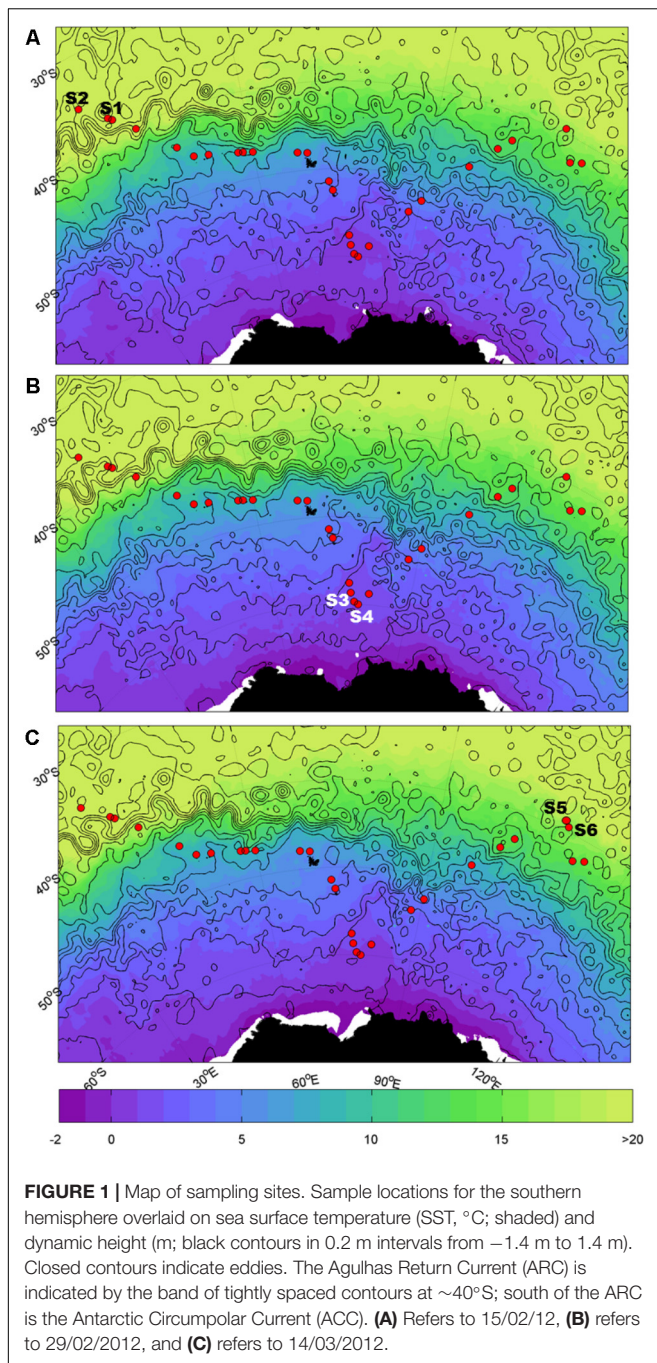 A
30°S
S2
S1
40°S
50°S
B
30°S
40°S
S3
S4
50°S
C
30°S
S5
S6
40°S
50°S
60°S
30°E
60°E
90°E
120°E
-2 0 5 10 15 >20
FIGURE 1 | Map of sampling sites. Sample locations for the southern
hemisphere overlaid on sea surface temperature (SST, °C; shaded) and
dynamic height (m; black contours in 0.2 m intervals from −1.4 m to 1.4 m).
Closed contours indicate eddies. The Agulhas Return Current (ARC) is
indicated by the band of tightly spaced contours at ~40°S; south of the ARC
is the Antarctic Circumpolar Current (ACC). (A) Refers to 15/02/12, (B) refers
to 29/02/2012, and (C) refers to 14/03/2012.